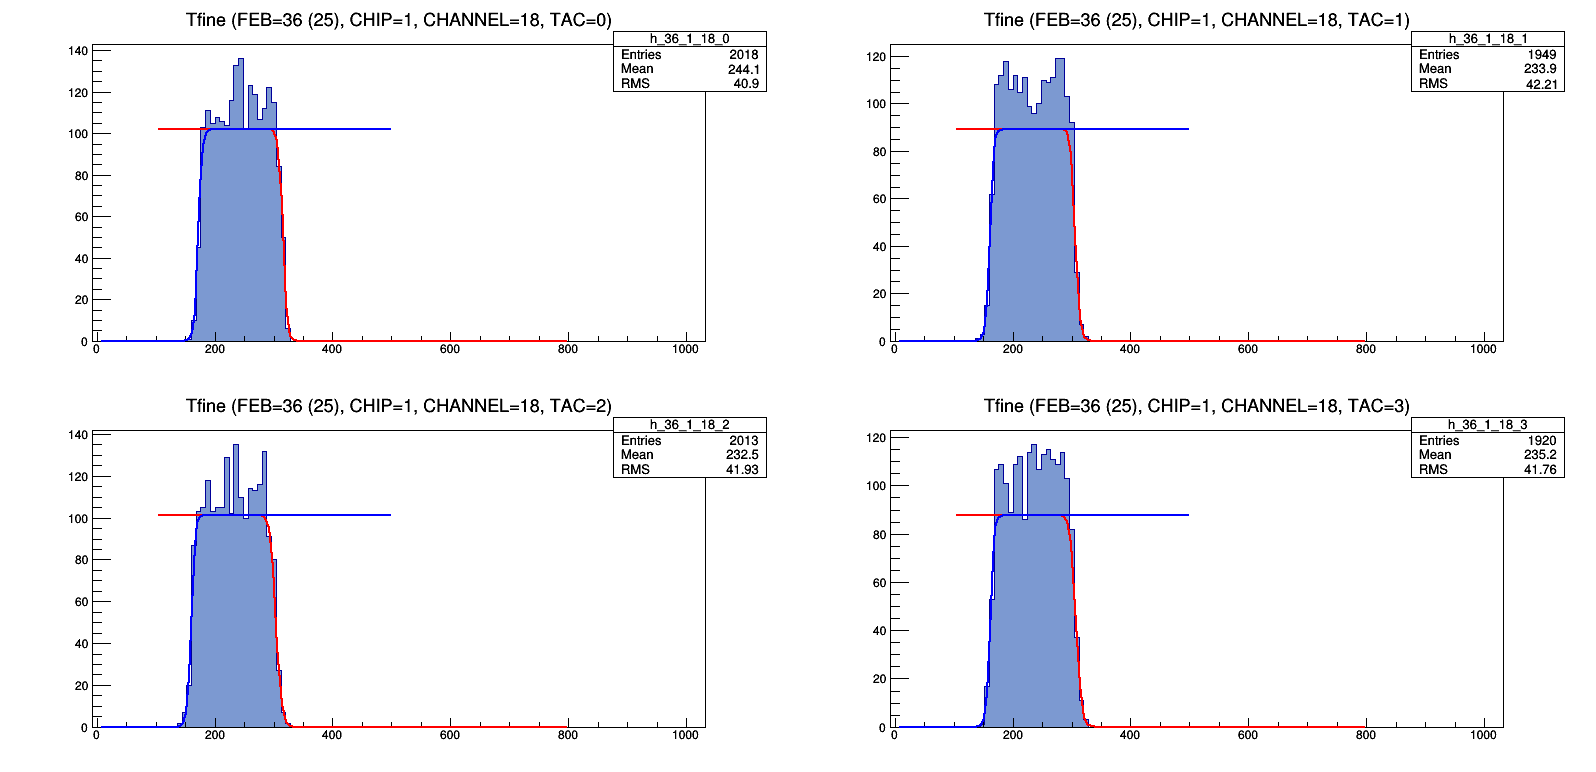 Tfine (FEB=36 (25), CHIP=1, CHANNEL=18, TAC=0)
h_36_1_18_0
Entries 2018
Mean 244.1
RMS 40.9
140
120
100
80
60
40
20
0
0 200 400 600 800 1000
Tfine (FEB=36 (25), CHIP=1, CHANNEL=18, TAC=1)
h_36_1_18_1
Entries 1949
Mean 233.9
RMS 42.21
120
100
80
60
40
20
0
0 200 400 600 800 1000
Tfine (FEB=36 (25), CHIP=1, CHANNEL=18, TAC=2)
h_36_1_18_2
Entries 2013
Mean 232.5
RMS 41.93
140
120
100
80
60
40
20
0
0 200 400 600 800 1000
Tfine (FEB=36 (25), CHIP=1, CHANNEL=18, TAC=3)
h_36_1_18_3
Entries 1920
Mean 235.2
RMS 41.76
120
100
80
60
40
20
0
0 200 400 600 800 1000